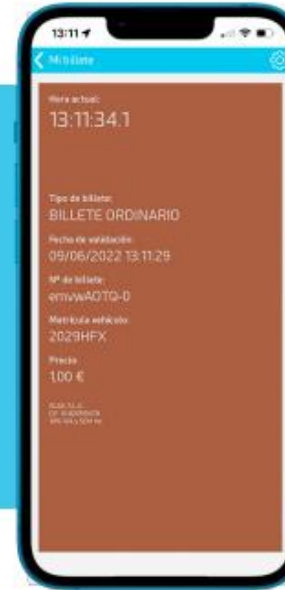 13:11
Mi billete
Hora actual:
13:11:34.1
Tipo de billete:
BILLETE ORDINARIO
Fecha de validación:
09/06/2022 13:11:29
Nº de billete:
emvwAOTQ-0
Matrícula vehículo:
2029HFX
Precio
1,00 €